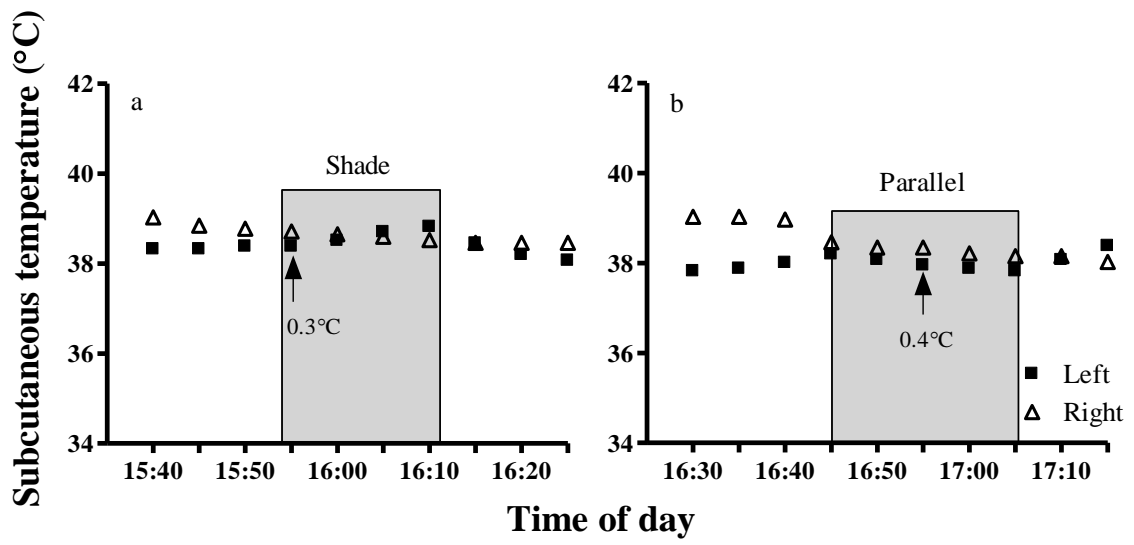 Subcutaneous temperature (°C)
42
40
38
36
34
a
Shade
0.3°C
15:40 15:50 16:00 16:10 16:20
42
40
38
36
34
b
Parallel
0.4°C
Left
Right
16:30 16:40 16:50 17:00 17:10
Time of day